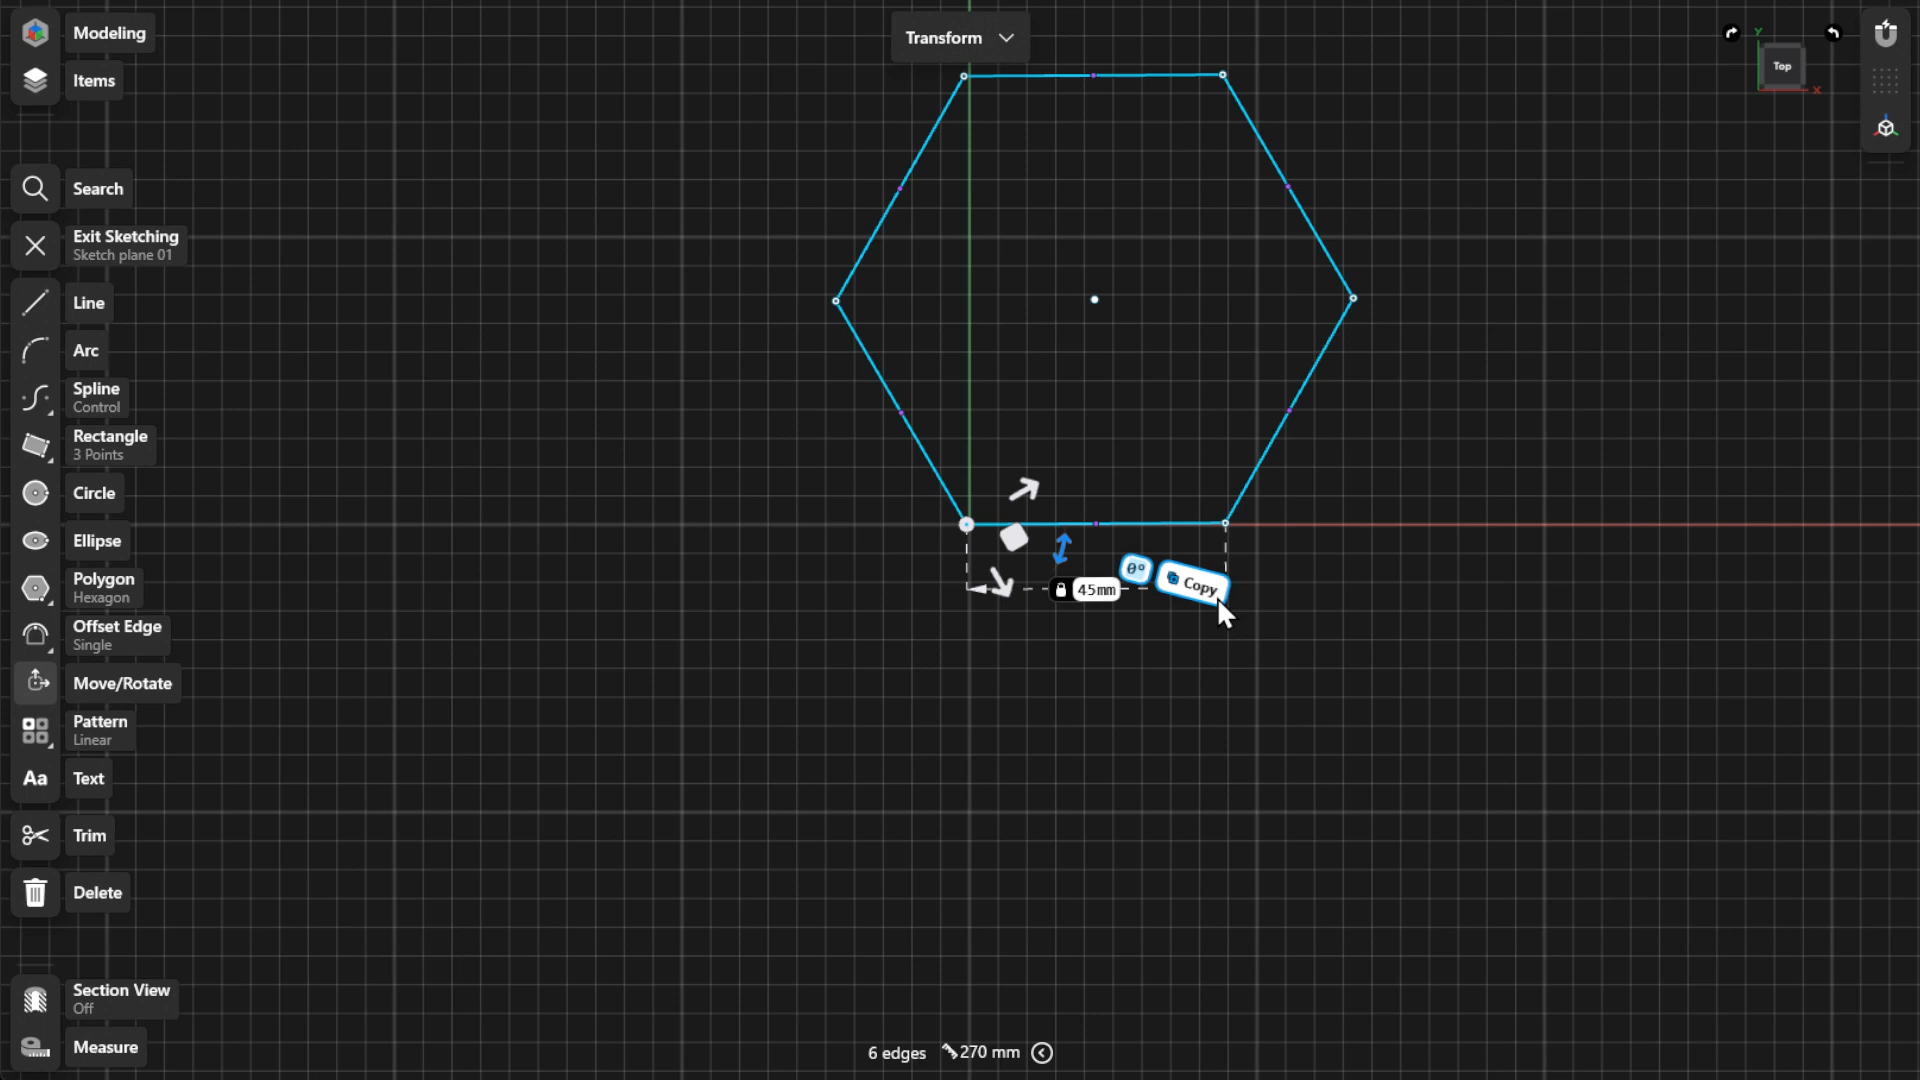 Modeling
Items
Transform
Y
Top
X
Search
Exit Sketching
Sketch plane 01
Line
Arc
Spline
Control
Rectangle
3 Points
Circle
Ellipse
Polygon
Hexagon
Offset Edge
Single
Move/Rotate
Pattern
Linear
Aa
Text
Trim
Delete
Section View
Off
Measure
0°
Copy
45mm
6 edges 270 mm